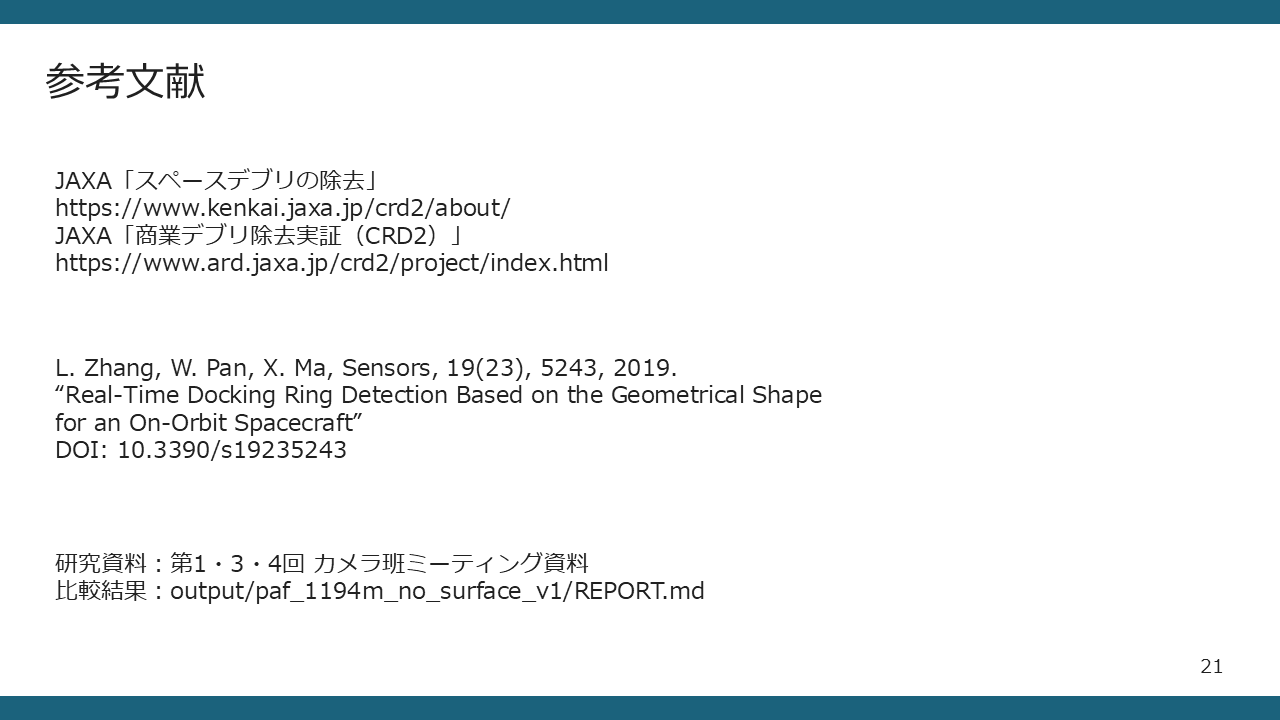 参考文献
JAXA「スペースデブリの除去」
https://www.kenkai.jaxa.jp/crd2/about/
JAXA「商業デブリ除去実証（CRD2）」
https://www.ard.jaxa.jp/crd2/project/index.html
L. Zhang, W. Pan, X. Ma, Sensors, 19(23), 5243, 2019.
“Real-Time Docking Ring Detection Based on the Geometrical Shape
for an On-Orbit Spacecraft”
DOI: 10.3390/s19235243
研究資料：第1・3・4回 カメラ班ミーティング資料
比較結果：output/paf_1194m_no_surface_v1/REPORT.md
21